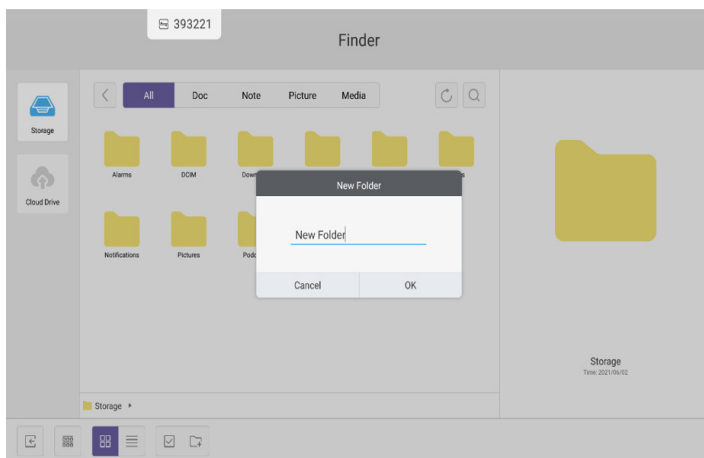 393221
Finder
All
Doc
Note
Picture
Media
Storage
Cloud Drive
Alarms
DCIM
New Folder
New Folder
Cancel
OK
Notifications
Pictures
Storage
Time: 2021/06/02
Storage